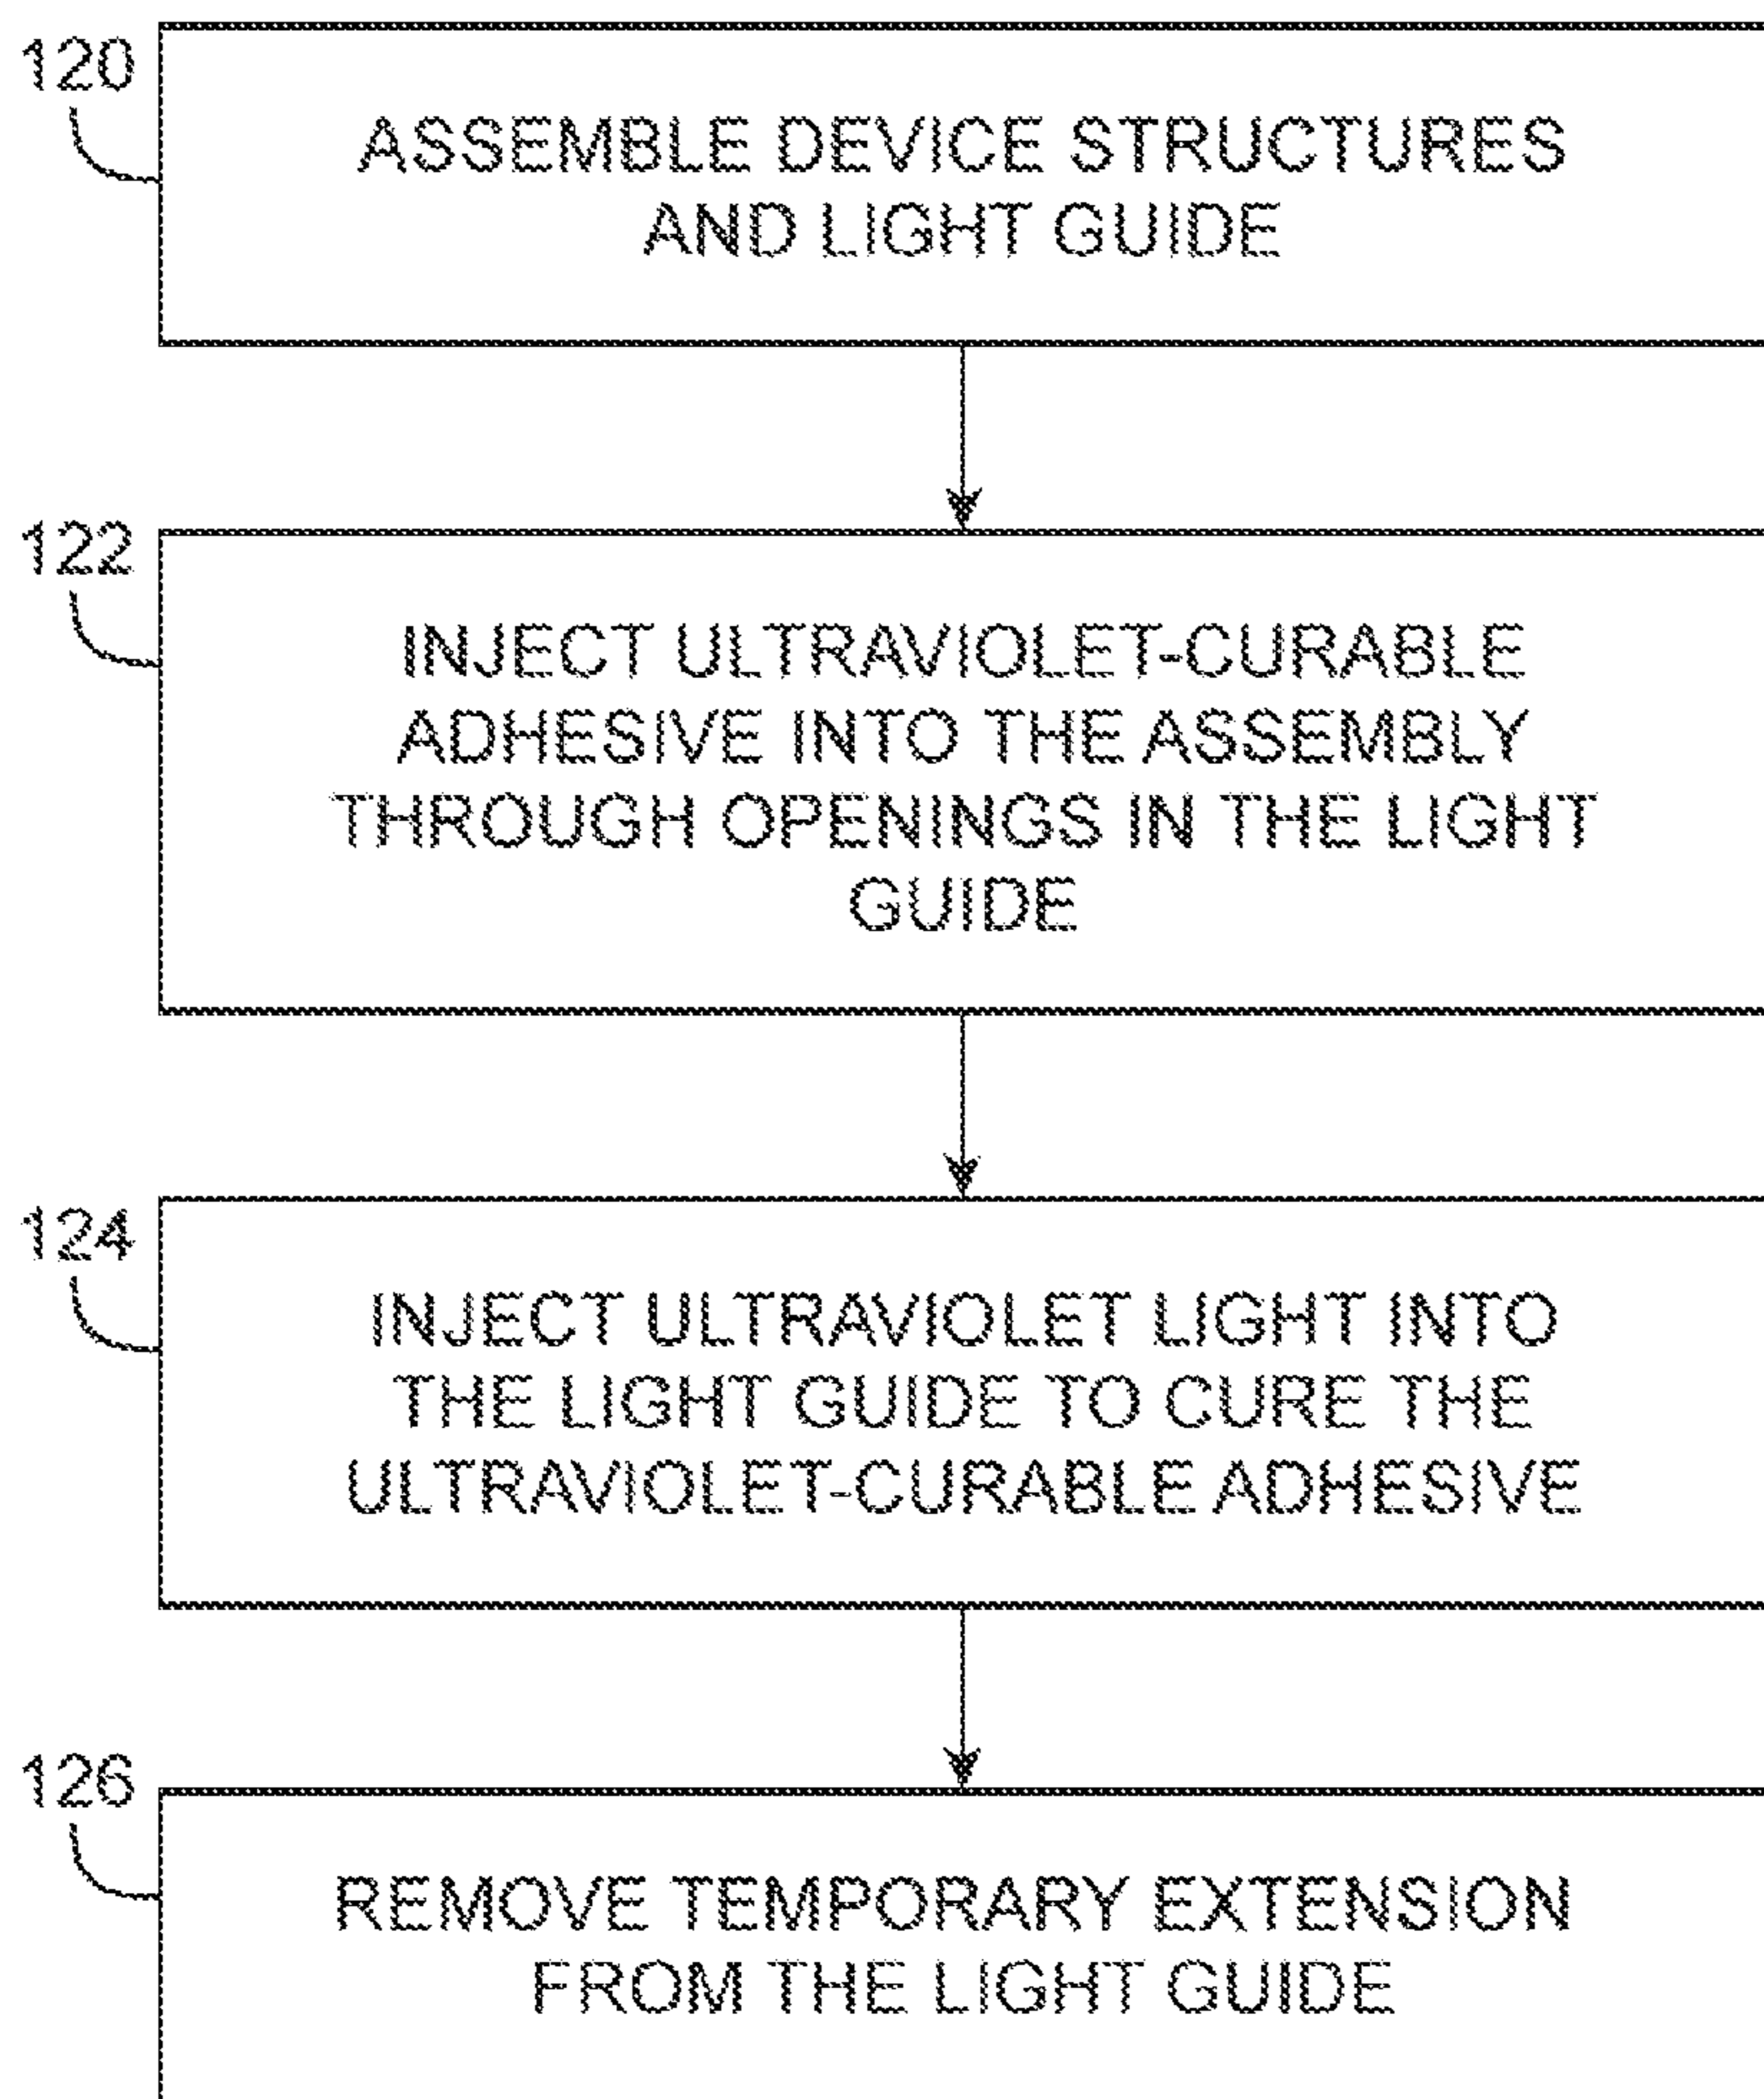 120
ASSEMBLE DEVICE STRUCTURES
AND LIGHT GUIDE
122
INJECT ULTRAVIOLET-CURABLE
ADHESIVE INTO THE ASSEMBLY
THROUGH OPENINGS IN THE LIGHT
GUIDE
124
INJECT ULTRAVIOLET LIGHT INTO
THE LIGHT GUIDE TO CURE THE
ULTRAVIOLET-CURABLE ADHESIVE
126
REMOVE TEMPORARY EXTENSION
FROM THE LIGHT GUIDE